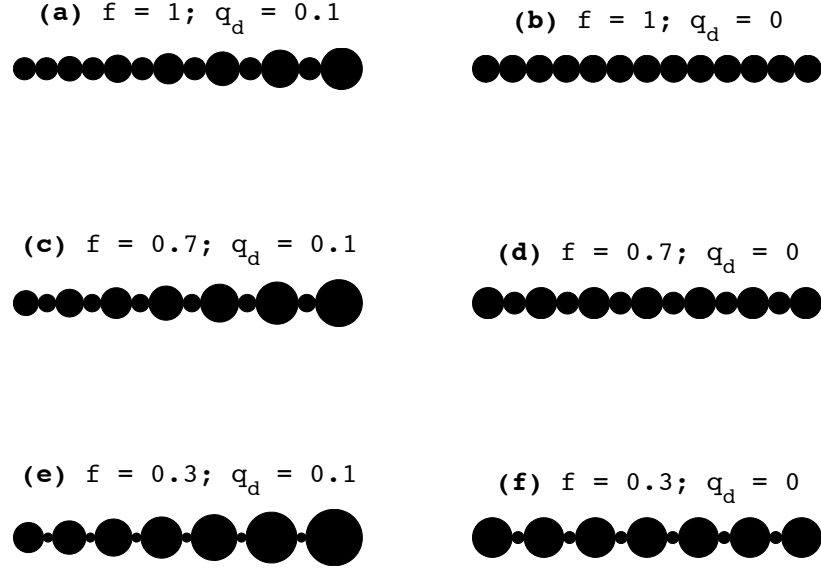 (a) f = 1; q_d = 0.1
(b) f = 1; q_d = 0
(c) f = 0.7; q_d = 0.1
(d) f = 0.7; q_d = 0
(e) f = 0.3; q_d = 0.1
(f) f = 0.3; q_d = 0